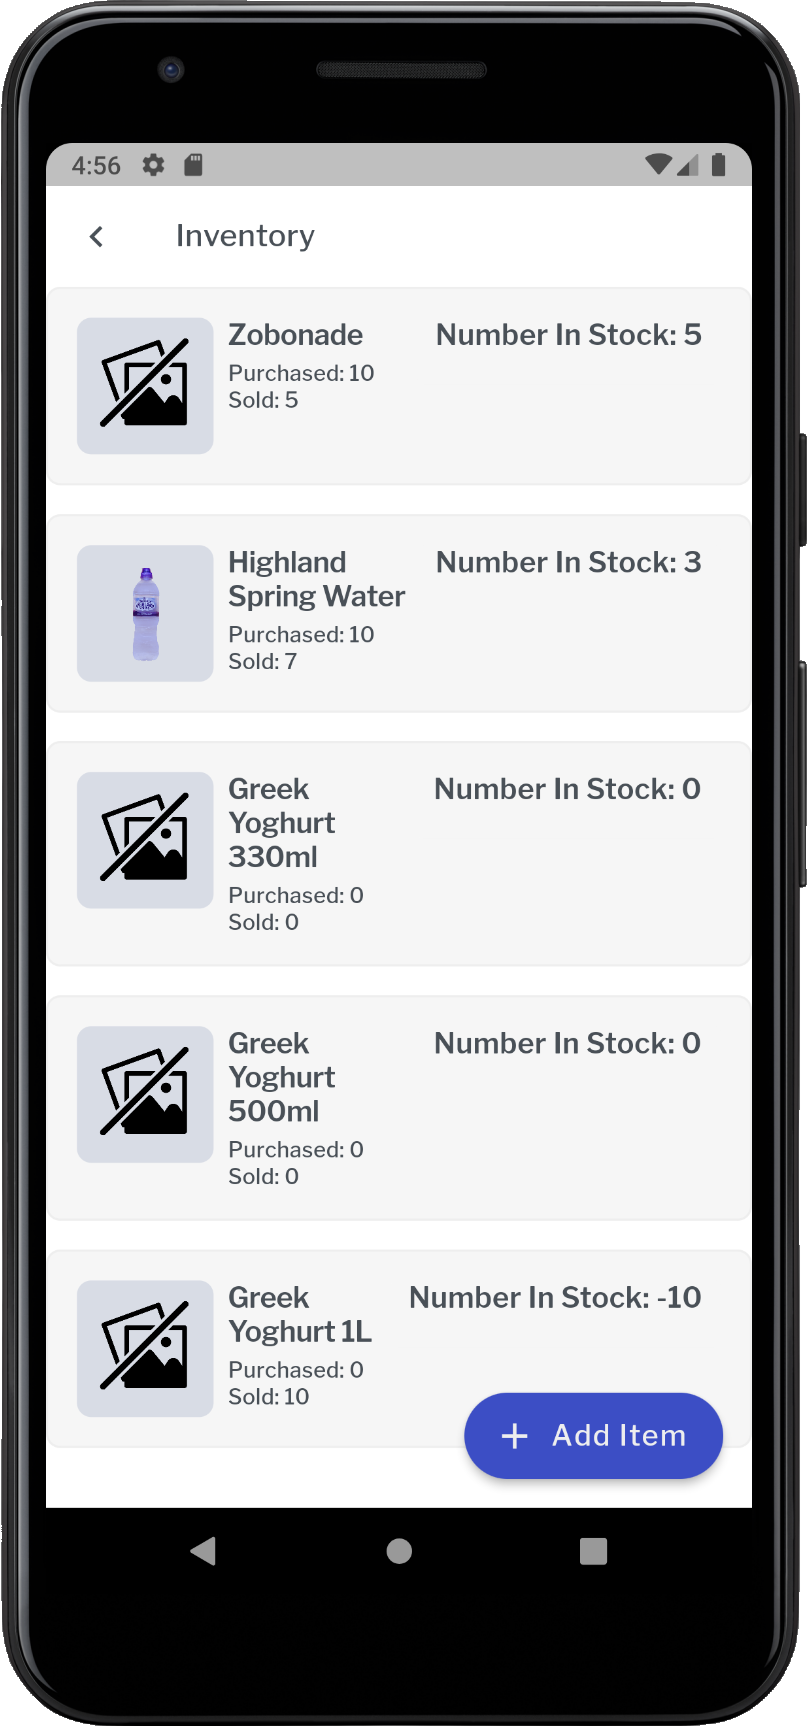 4:56
Inventory
Zobonade
Number In Stock: 5
Purchased: 10
Sold: 5
Highland
Spring Water
Number In Stock: 3
Purchased: 10
Sold: 7
Greek
Yoghurt
330ml
Number In Stock: 0
Purchased: 0
Sold: 0
Greek
Yoghurt
500ml
Number In Stock: 0
Purchased: 0
Sold: 0
Greek
Yoghurt 1L
Number In Stock: -10
Purchased: 0
Sold: 10
+ Add Item